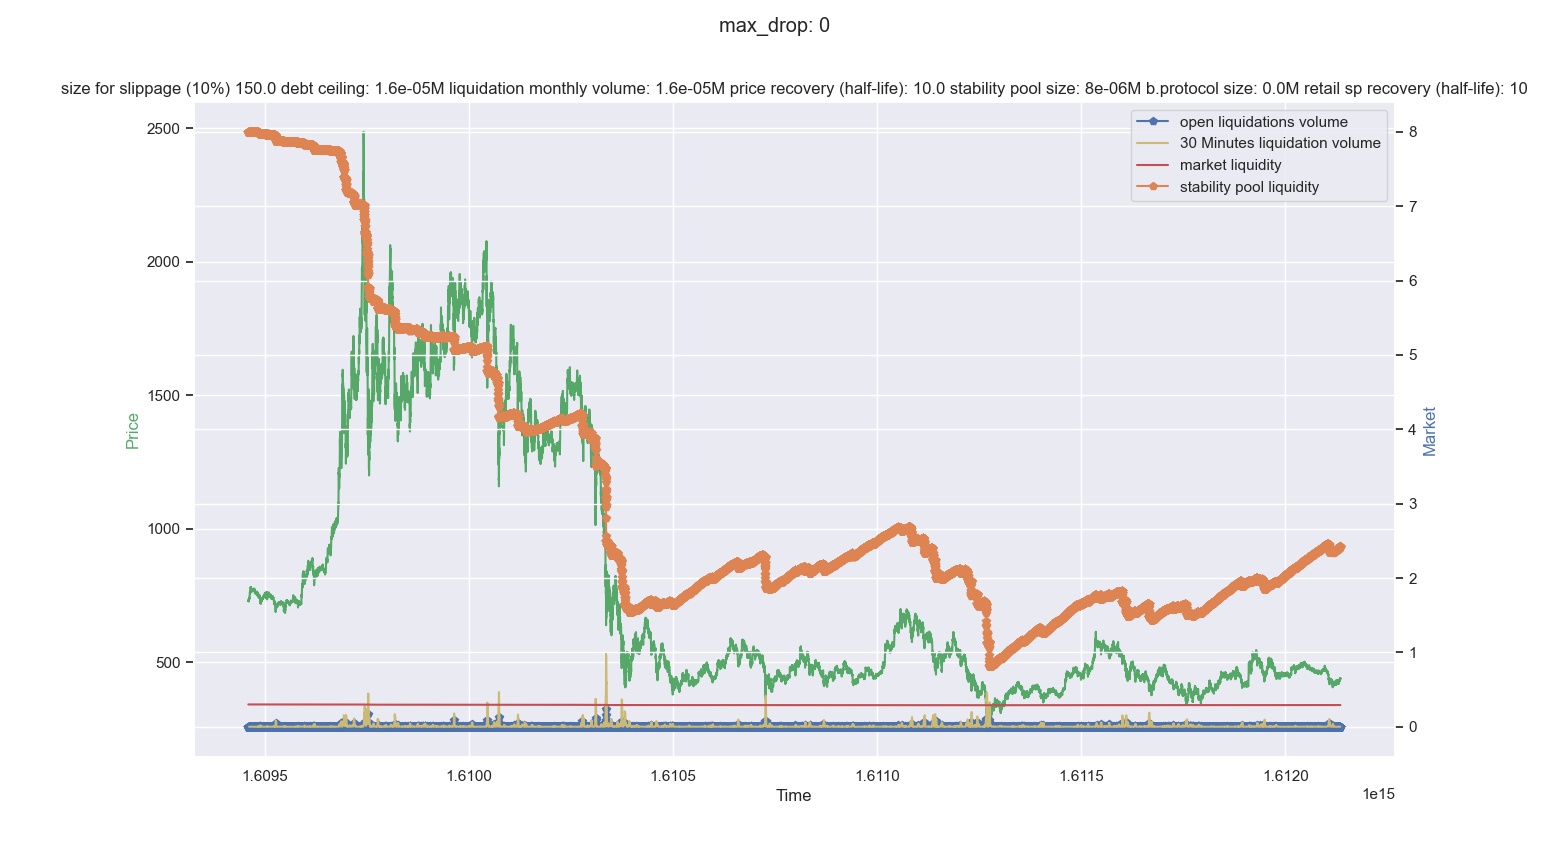 max_drop: 0
size for slippage (10%) 150.0 debt ceiling: 1.6e-05M liquidation monthly volume: 1.6e-05M price recovery (half-life): 10.0 stability pool size: 8e-06M b.protocol size: 0.0M retail sp recovery (half-life): 10
open liquidations volume
30 Minutes liquidation volume
market liquidity
stability pool liquidity
2500
2000
1500
1000
500
Price
8
7
6
5
4
3
2
1
0
Market
1.6095 1.6100 1.6105 1.6110 1.6115 1.6120
Time
1e15